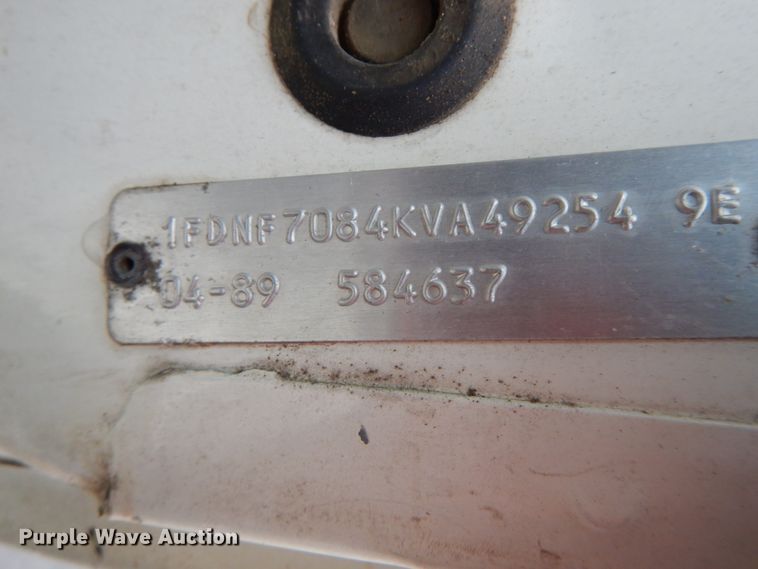 1FDNF7084KVA49254 9E
04-89 584637
Purple Wave Auction